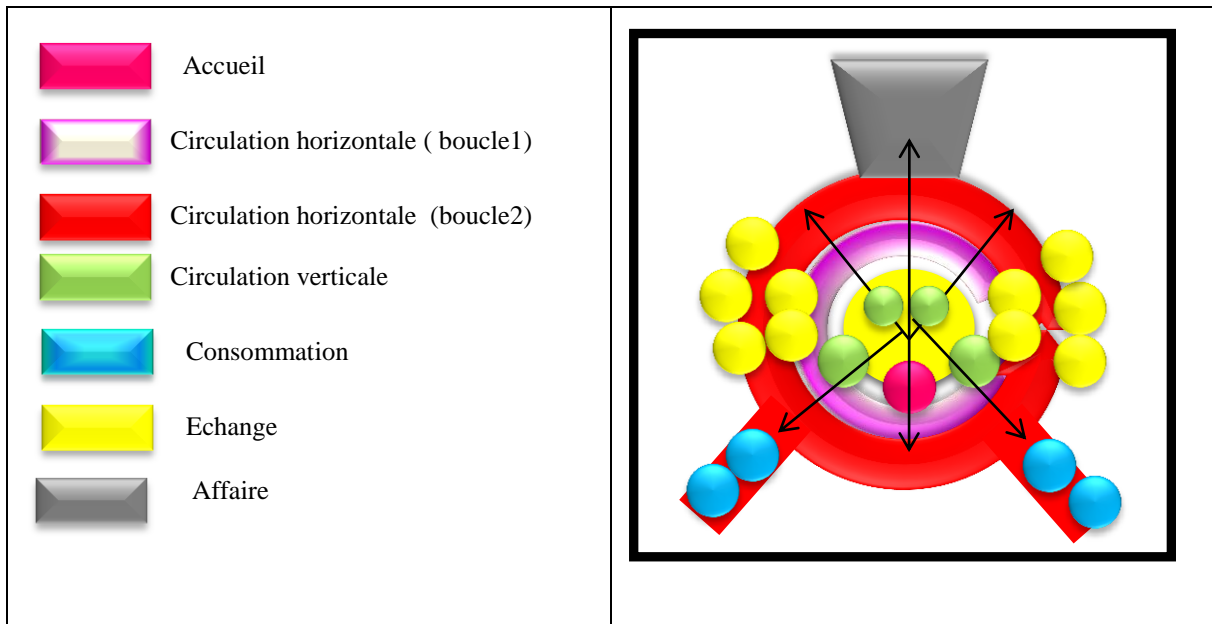 Accueil
Circulation horizontale ( boucle1)
Circulation horizontale (boucle2)
Circulation verticale
Consommation
Echange
Affaire